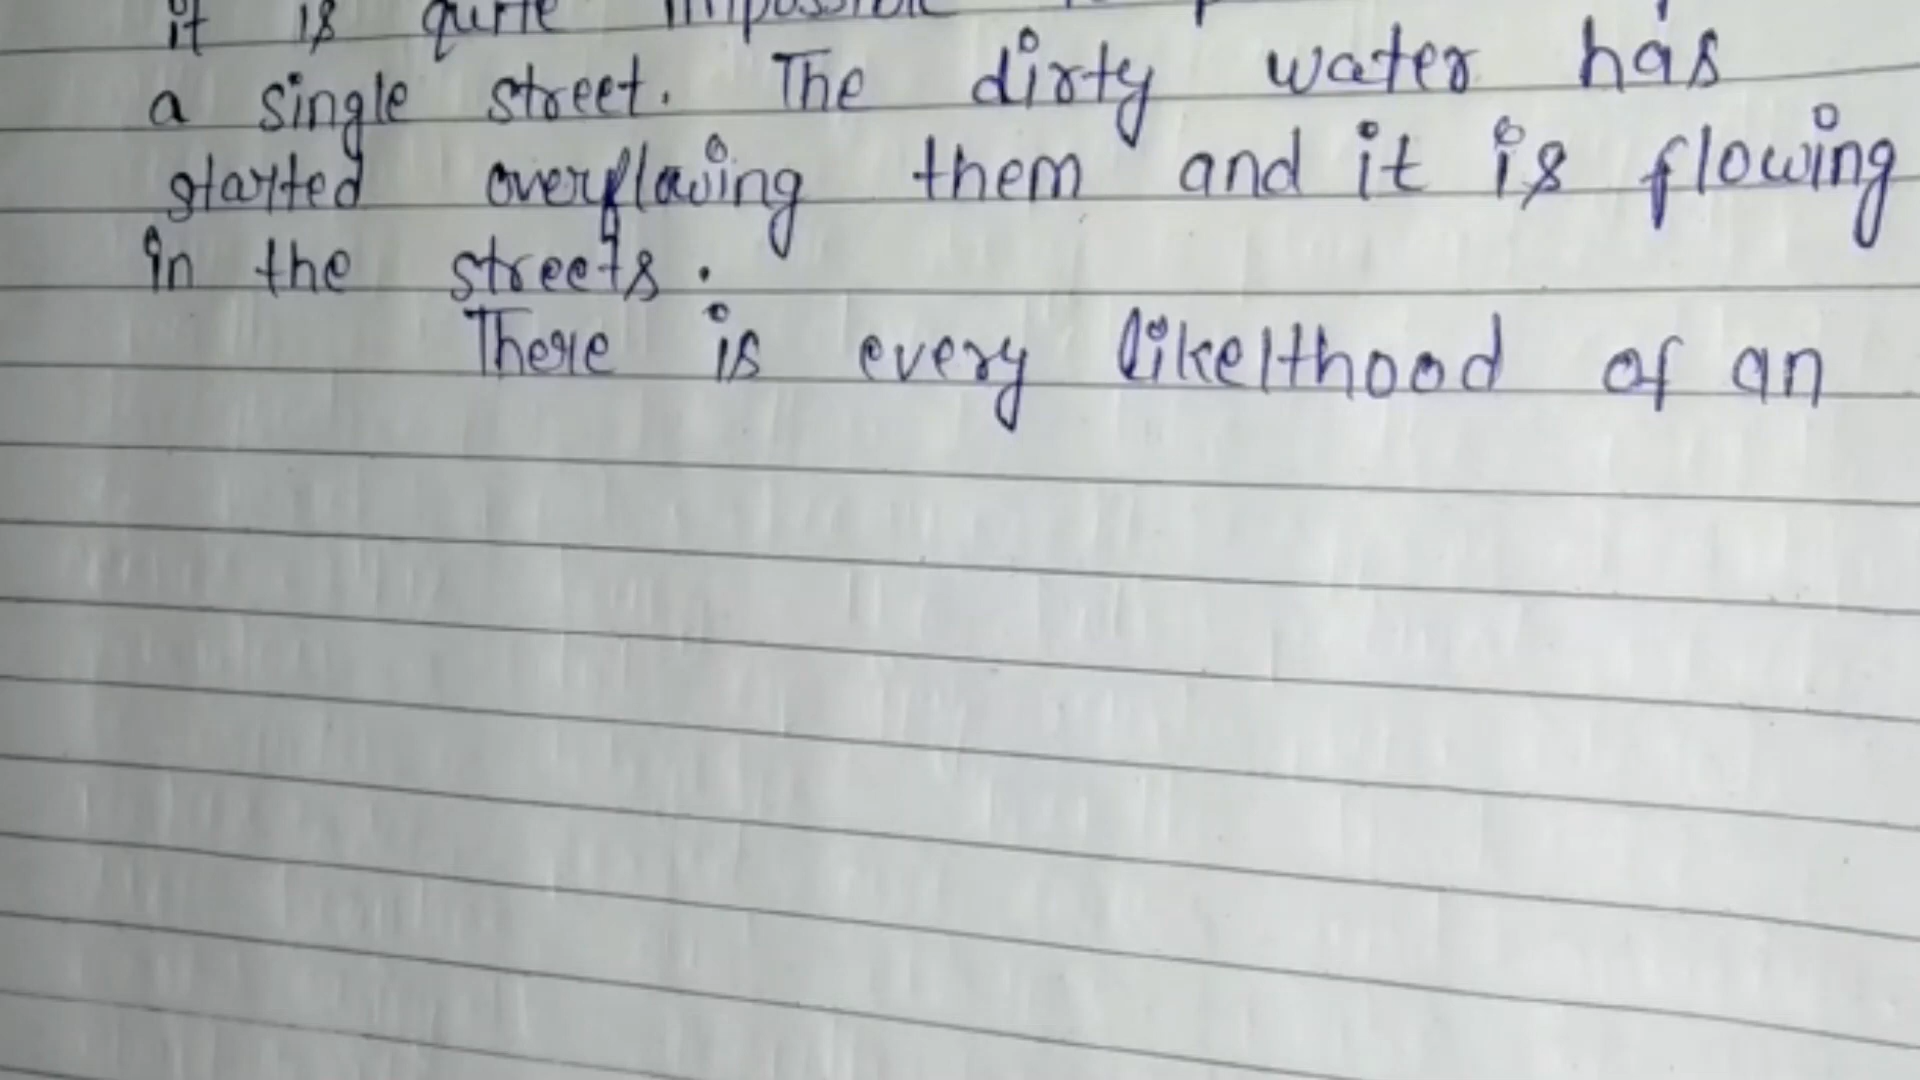 it is quite impossible
a single street. The dirty water has
started overflowing them and it is flowing
in the streets.
There is every likelthood of an